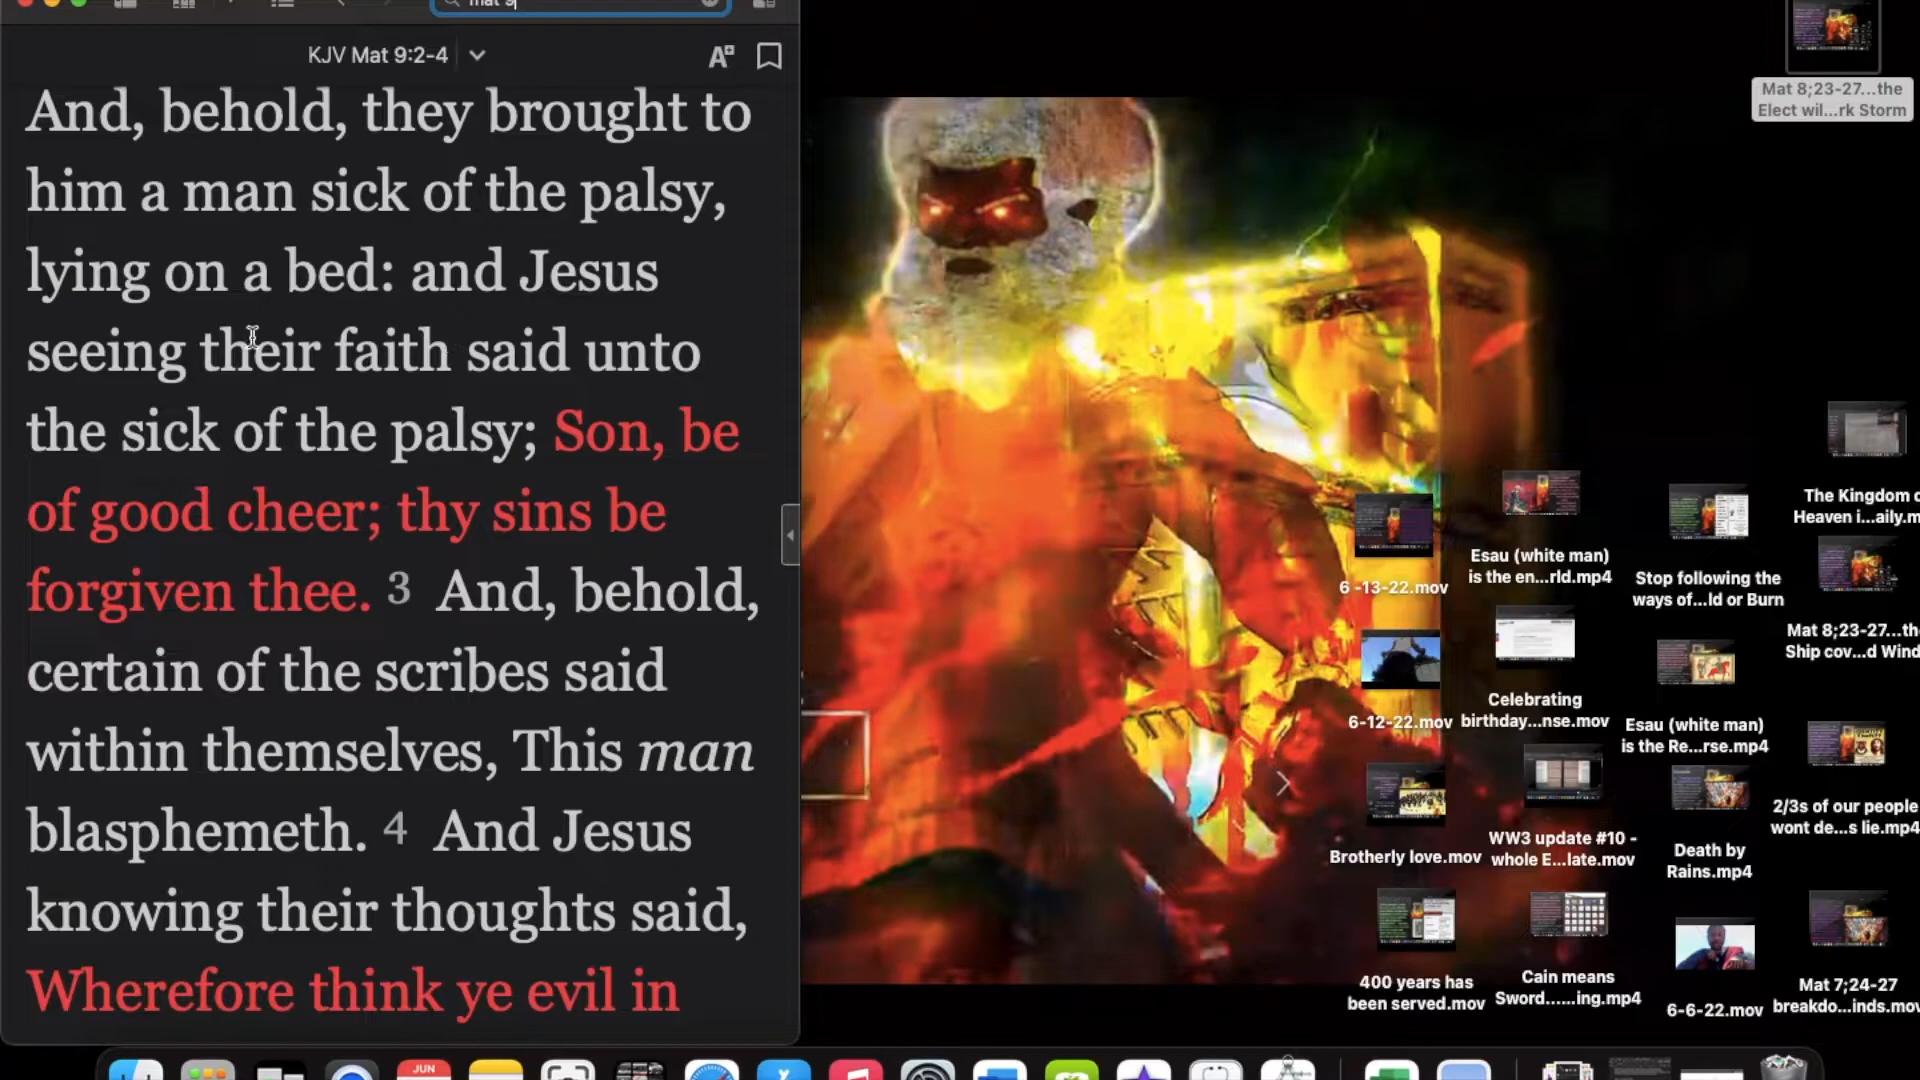 mat 9
KJV Mat 9:2-4
And, behold, they brought to
him a man sick of the palsy,
lying on a bed: and Jesus
seeing their faith said unto
the sick of the palsy; Son, be
of good cheer; thy sins be
forgiven thee. 3 And, behold,
certain of the scribes said
within themselves, This man
blasphemeth. 4 And Jesus
knowing their thoughts said,
Wherefore think ye evil in
Mat 8;23-27...the
Elect wil...rk Storm
6 -13-22.mov
6-12-22.mov
Brotherly love.mov
400 years has
been served.mov
Esau (white man)
is the en...rld.mp4
Celebrating
birthday...nse.mov
WW3 update #10 -
whole E...late.mov
Cain means
Sword......ing.mp4
Stop following the
ways of...ld or Burn
Esau (white man)
is the Re...rse.mp4
Death by
Rains.mp4
6-6-22.mov
The Kingdom o
Heaven i...aily.m
Mat 8;23-27...th
Ship cov...d Wind
2/3s of our people
wont de...s lie.mp4
Mat 7;24-27
breakdo...inds.mov
JUN